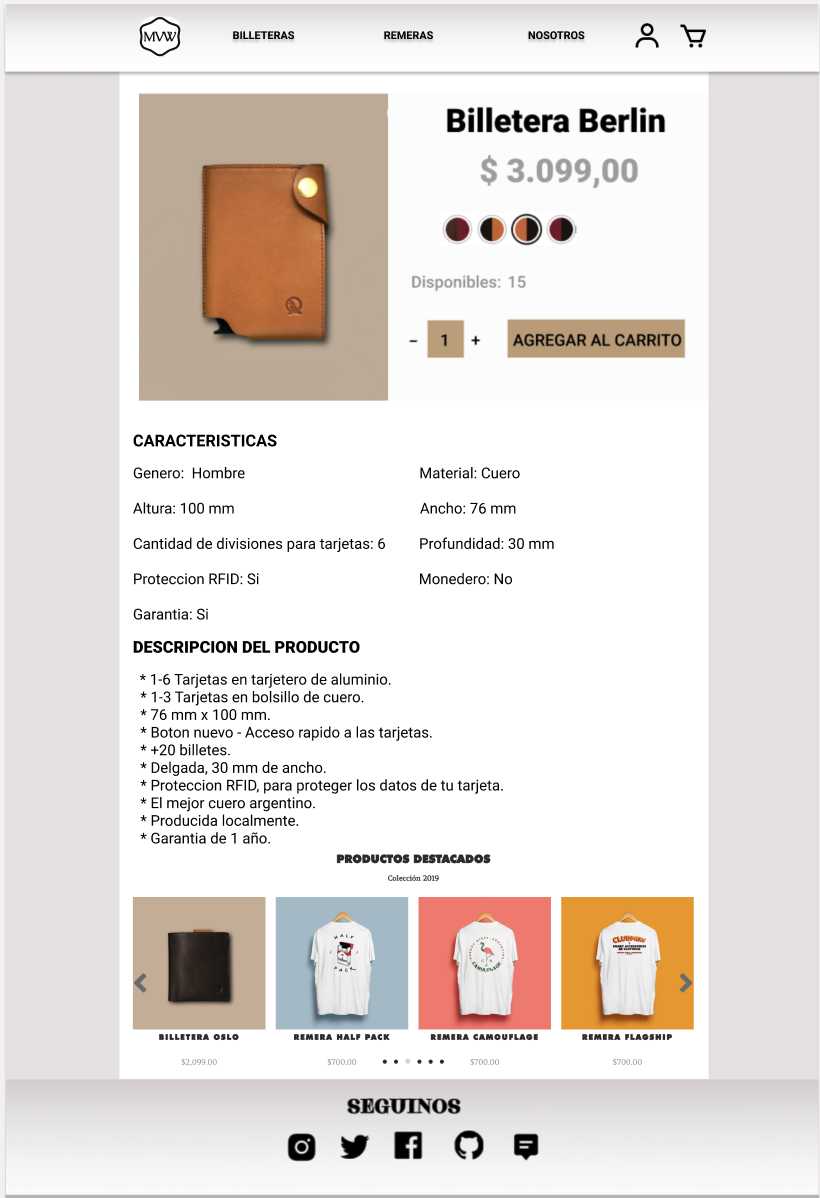 MVW
BILLETERAS
REMERAS
NOSOTROS
Billetera Berlin
$ 3.099,00
Disponibles: 15
– 1 +
AGREGAR AL CARRITO
CARACTERISTICAS
Genero: Hombre
Material: Cuero
Altura: 100 mm
Ancho: 76 mm
Cantidad de divisiones para tarjetas: 6
Profundidad: 30 mm
Proteccion RFID: Si
Monedero: No
Garantia: Si
DESCRIPCION DEL PRODUCTO
* 1-6 Tarjetas en tarjetero de aluminio.
* 1-3 Tarjetas en bolsillo de cuero.
* 76 mm x 100 mm.
* Boton nuevo - Acceso rapido a las tarjetas.
* +20 billetes.
* Delgada, 30 mm de ancho.
* Proteccion RFID, para proteger los datos de tu tarjeta.
* El mejor cuero argentino.
* Producida localmente.
* Garantia de 1 año.
PRODUCTOS DESTACADOS
Colección 2019
HALF
PACK
CAMOUFLAGE
BILLETERA OSLO
REMERA HALF PACK
REMERA CAMOUFLAGE
REMERA FLAGSHIP
$2,099.00
$700.00
$700.00
$700.00
SEGUINOS